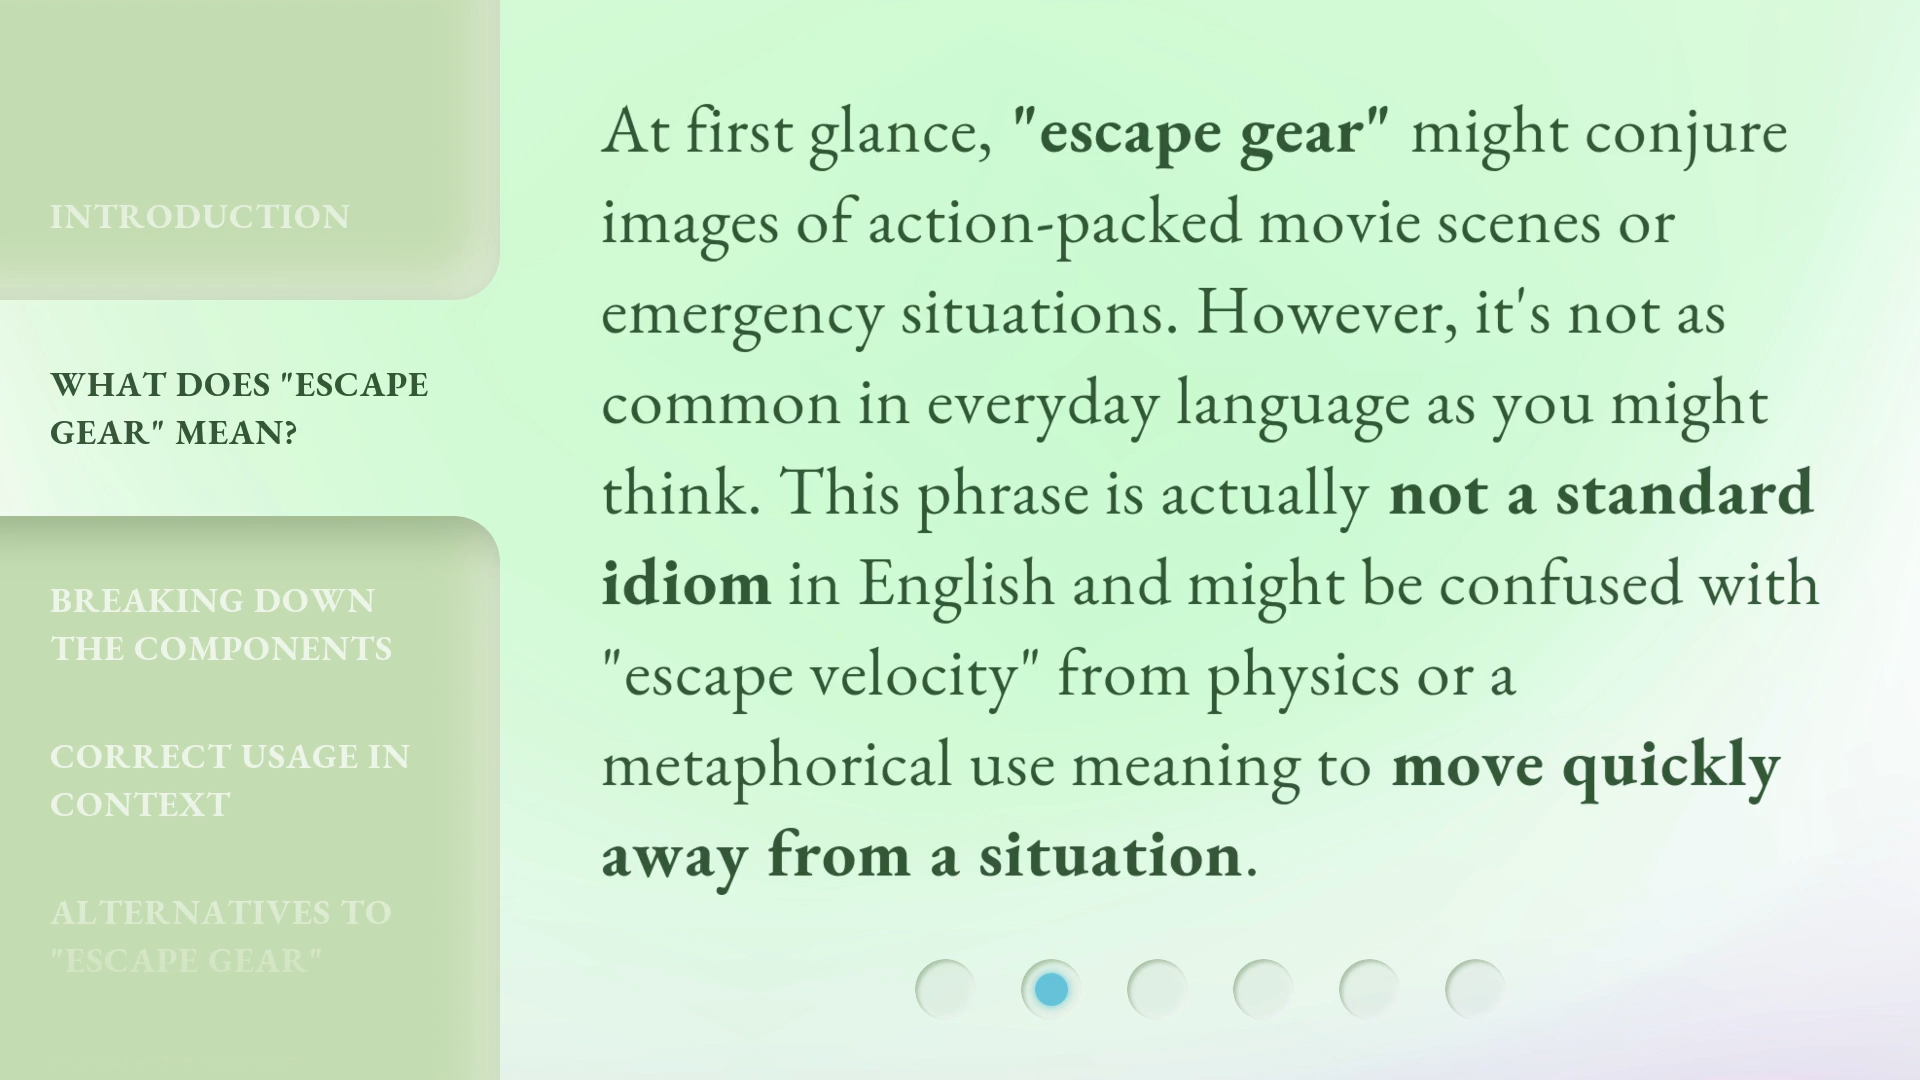 INTRODUCTION
WHAT DOES "ESCAPE
GEAR" MEAN?
BREAKING DOWN
THE COMPONENTS
CORRECT USAGE IN
CONTEXT
ALTERNATIVES TO
"ESCAPE GEAR"
At first glance, "escape gear" might conjure
images of action-packed movie scenes or
emergency situations. However, it's not as
common in everyday language as you might
think. This phrase is actually not a standard
idiom in English and might be confused with
"escape velocity" from physics or a
metaphorical use meaning to move quickly
away from a situation.